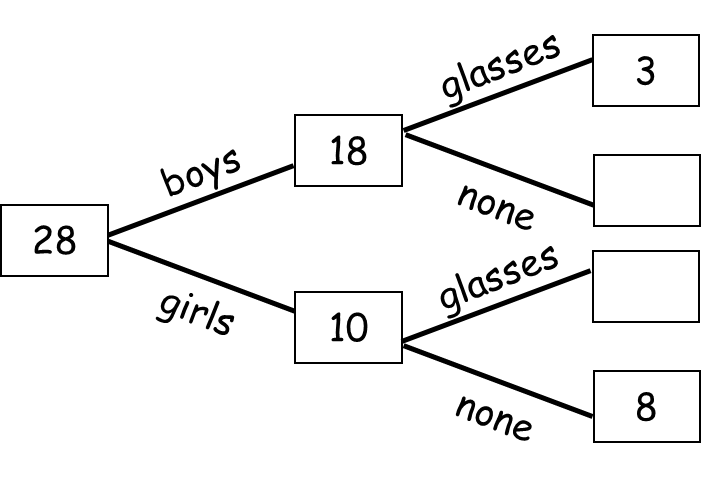 glasses
3
boys
18
none
28
glasses
girls
10
none
8